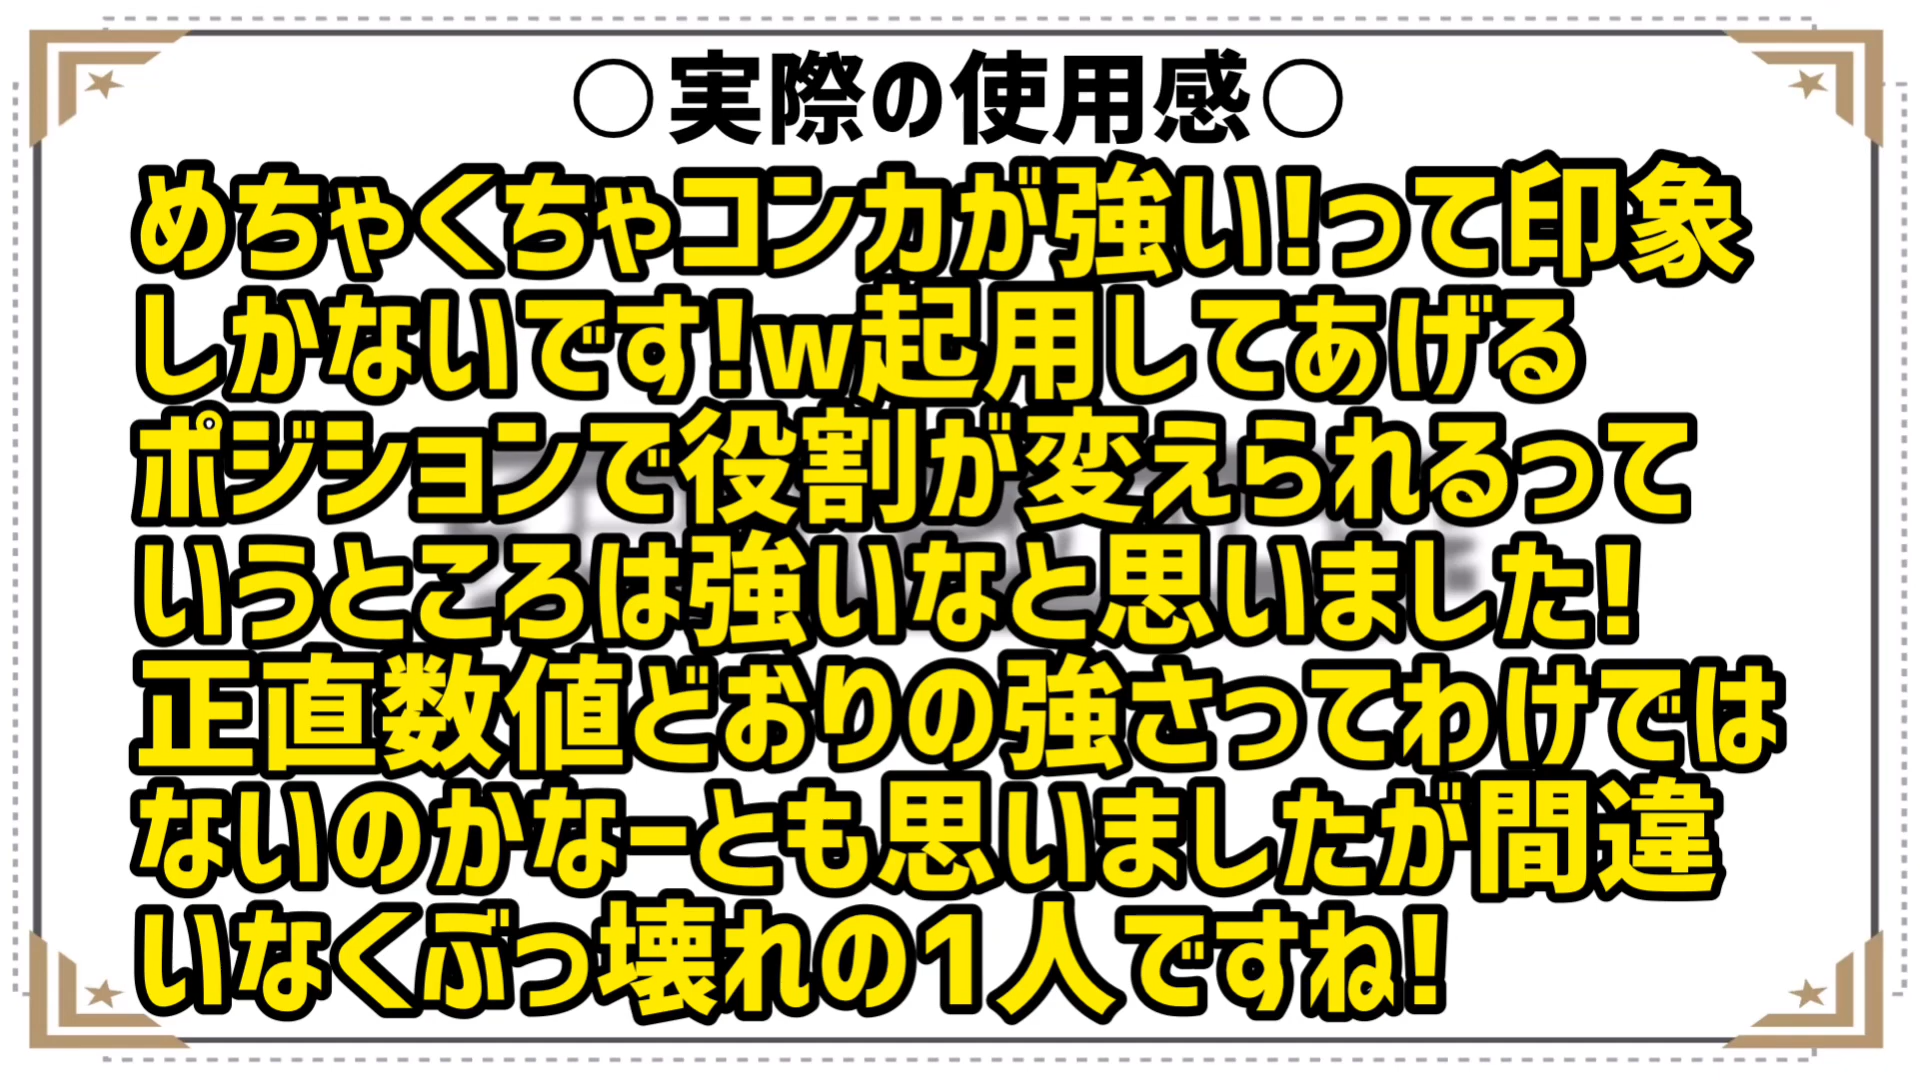 ○実際の使用感○
めちゃくちゃコンカが強い!って印象
しかないです!w起用してあげる
ポジションで役割が変えられるって
いうところは強いなと思いました!
正直数値どおりの強さってわけでは
ないのかなーとも思いましたが間違
いなくぶっ壊れの1人ですね!